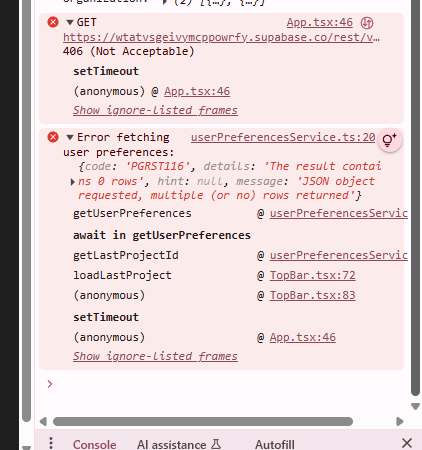 ▶ (2) [{…}, {…}]
▼ GET App.tsx:46
https://wtatvsgeivymcppowrfy.supabase.co/rest/v…
406 (Not Acceptable)
setTimeout
(anonymous) @ App.tsx:46
Show ignore-listed frames
▼ Error fetching userPreferencesService.ts:20
user preferences:
{code: 'PGRST116', details: 'The result contai
▶ ns 0 rows', hint: null, message: 'JSON object
requested, multiple (or no) rows returned'}
getUserPreferences @ userPreferencesServic
await in getUserPreferences
getLastProjectId @ userPreferencesServic
loadLastProject @ TopBar.tsx:72
(anonymous) @ TopBar.tsx:83
setTimeout
(anonymous) @ App.tsx:46
Show ignore-listed frames
>
Console AI assistance Autofill